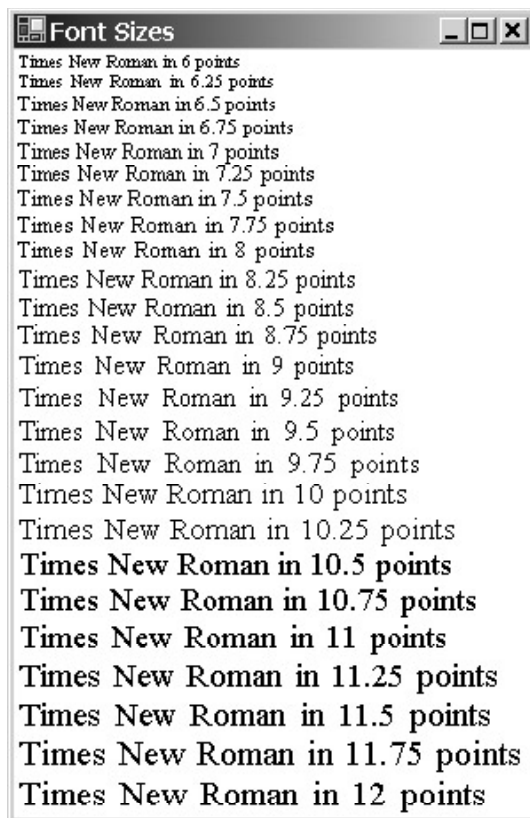 Font Sizes
Times New Roman in 6 points
Times New Roman in 6.25 points
Times New Roman in 6.5 points
Times New Roman in 6.75 points
Times New Roman in 7 points
Times New Roman in 7.25 points
Times New Roman in 7.5 points
Times New Roman in 7.75 points
Times New Roman in 8 points
Times New Roman in 8.25 points
Times New Roman in 8.5 points
Times New Roman in 8.75 points
Times New Roman in 9 points
Times New Roman in 9.25 points
Times New Roman in 9.5 points
Times New Roman in 9.75 points
Times New Roman in 10 points
Times New Roman in 10.25 points
Times New Roman in 10.5 points
Times New Roman in 10.75 points
Times New Roman in 11 points
Times New Roman in 11.25 points
Times New Roman in 11.5 points
Times New Roman in 11.75 points
Times New Roman in 12 points